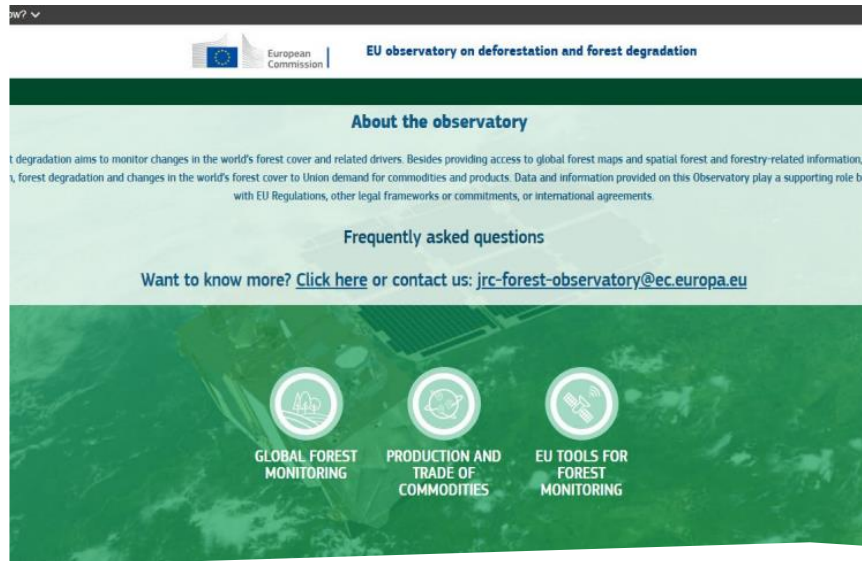 ow?
European
Commission
EU observatory on deforestation and forest degradation
About the observatory
t degradation aims to monitor changes in the world's forest cover and related drivers. Besides providing access to global forest maps and spatial forest and forestry-related information,
n, forest degradation and changes in the world's forest cover to Union demand for commodities and products. Data and information provided on this Observatory play a supporting role b
with EU Regulations, other legal frameworks or commitments, or international agreements.
Frequently asked questions
Want to know more? Click here or contact us: jrc-forest-observatory@ec.europa.eu
GLOBAL FOREST
MONITORING
PRODUCTION AND
TRADE OF
COMMODITIES
EU TOOLS FOR
FOREST
MONITORING